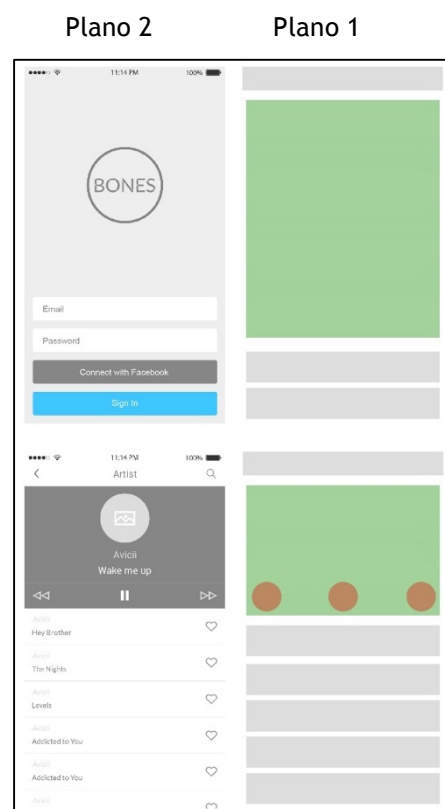 Plano 2 Plano 1
11:14 PM 100%
BONES
Email
Password
Connect with Facebook
Sign In
11:14 PM 100%
Artist
Avicii
Wake me up
Avicii
Hey Brother
Avicii
The Nights
Avicii
Levels
Avicii
Addicted to You
Avicii
Addicted to You
Avicii